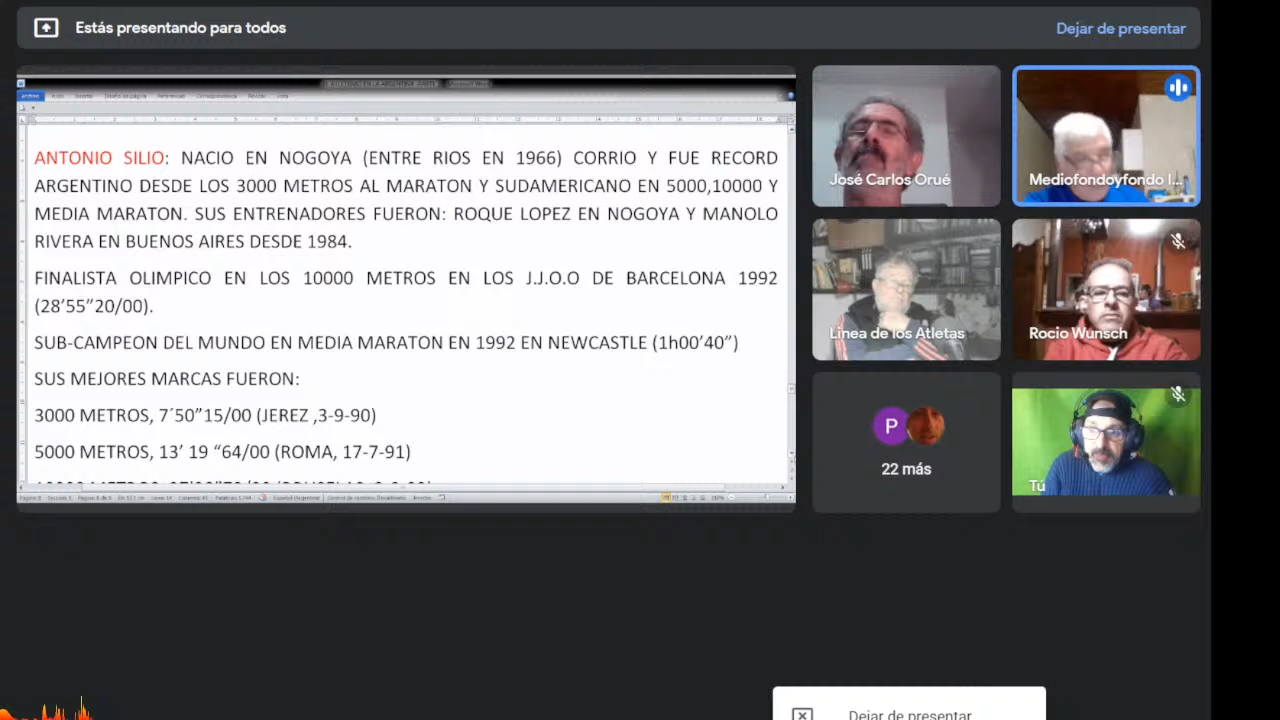 Estás presentando para todos
Dejar de presentar
ANTONIO SILIO: NACIO EN NOGOYA (ENTRE RIOS EN 1966) CORRIO Y FUE RECORD
ARGENTINO DESDE LOS 3000 METROS AL MARATON Y SUDAMERICANO EN 5000,10000 Y
MEDIA MARATON. SUS ENTRENADORES FUERON: ROQUE LOPEZ EN NOGOYA Y MANOLO
RIVERA EN BUENOS AIRES DESDE 1984.
FINALISTA OLIMPICO EN LOS 10000 METROS EN LOS J.J.O.O DE BARCELONA 1992
(28’55”20/00).
SUB-CAMPEON DEL MUNDO EN MEDIA MARATON EN 1992 EN NEWCASTLE (1h00’40”)
SUS MEJORES MARCAS FUERON:
3000 METROS, 7´50”15/00 (JEREZ ,3-9-90)
5000 METROS, 13’ 19 “64/00 (ROMA, 17-7-91)
José Carlos Orué
Mediofondoyfondo I...
Linea de los Atletas
Rocio Wunsch
P
22 más
Tú
Dejar de presentar